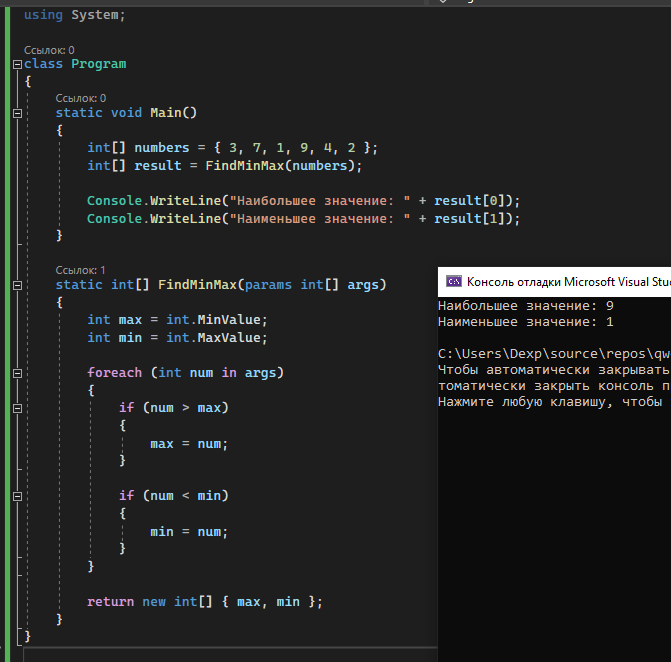 using System;
Ссылок: 0
class Program
{
Ссылок: 0
static void Main()
{
int[] numbers = { 3, 7, 1, 9, 4, 2 };
int[] result = FindMinMax(numbers);
Console.WriteLine("Наибольшее значение: " + result[0]);
Console.WriteLine("Наименьшее значение: " + result[1]);
}
Ссылок: 1
static int[] FindMinMax(params int[] args)
{
int max = int.MinValue;
int min = int.MaxValue;
foreach (int num in args)
{
if (num > max)
{
max = num;
}
if (num < min)
{
min = num;
}
}
return new int[] { max, min };
}
}
Консоль отладки Microsoft Visual Stu
Наибольшее значение: 9
Наименьшее значение: 1
C:\Users\Dexp\source\repos\qw
Чтобы автоматически закрывать
томатически закрыть консоль п
Нажмите любую клавишу, чтобы